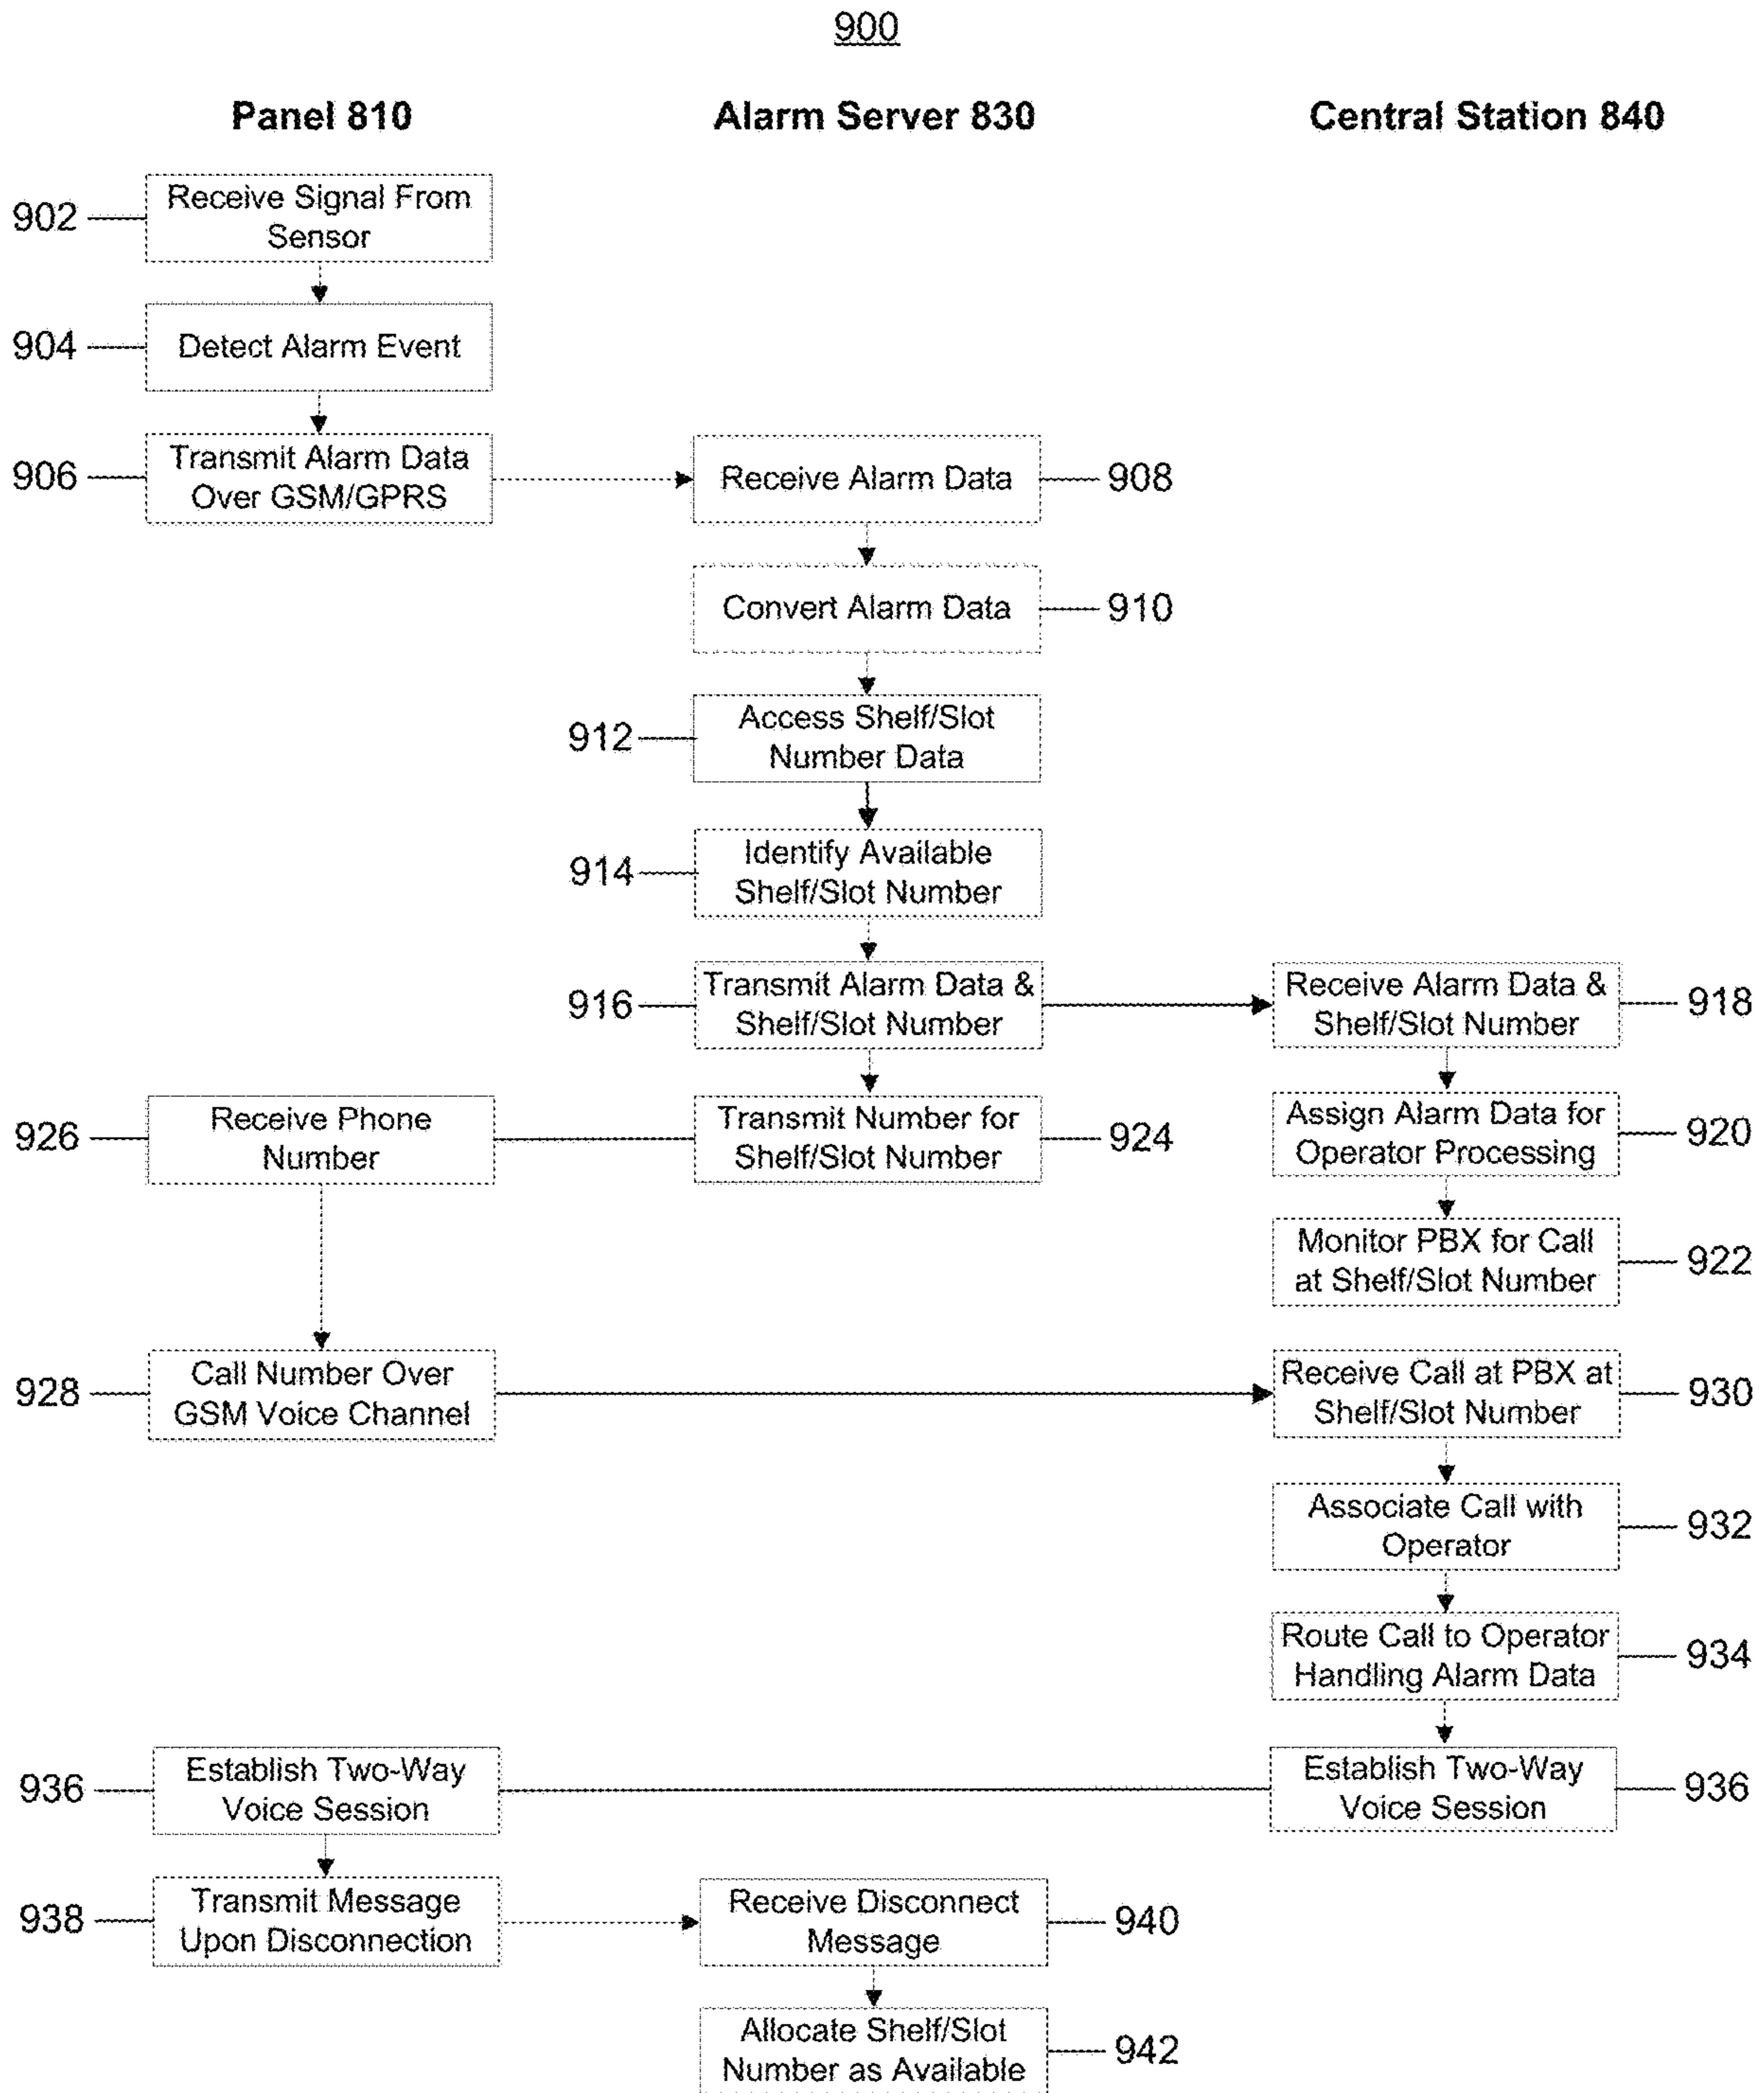 900
Panel 810
Alarm Server 830
Central Station 840
902
Receive Signal From
Sensor
904
Detect Alarm Event
906
Transmit Alarm Data
Over GSM/GPRS
Receive Alarm Data
908
Convert Alarm Data
910
912
Access Shelf/Slot
Number Data
914
Identify Available
Shelf/Slot Number
916
Transmit Alarm Data &
Shelf/Slot Number
Receive Alarm Data &
Shelf/Slot Number
918
926
Receive Phone
Number
Transmit Number for
Shelf/Slot Number
924
Assign Alarm Data for
Operator Processing
920
Monitor PBX for Call
at Shelf/Slot Number
922
928
Call Number Over
GSM Voice Channel
Receive Call at PBX at
Shelf/Slot Number
930
Associate Call with
Operator
932
Route Call to Operator
Handling Alarm Data
934
936
Establish Two-Way
Voice Session
Establish Two-Way
Voice Session
936
938
Transmit Message
Upon Disconnection
Receive Disconnect
Message
940
Allocate Shelf/Slot
Number as Available
942